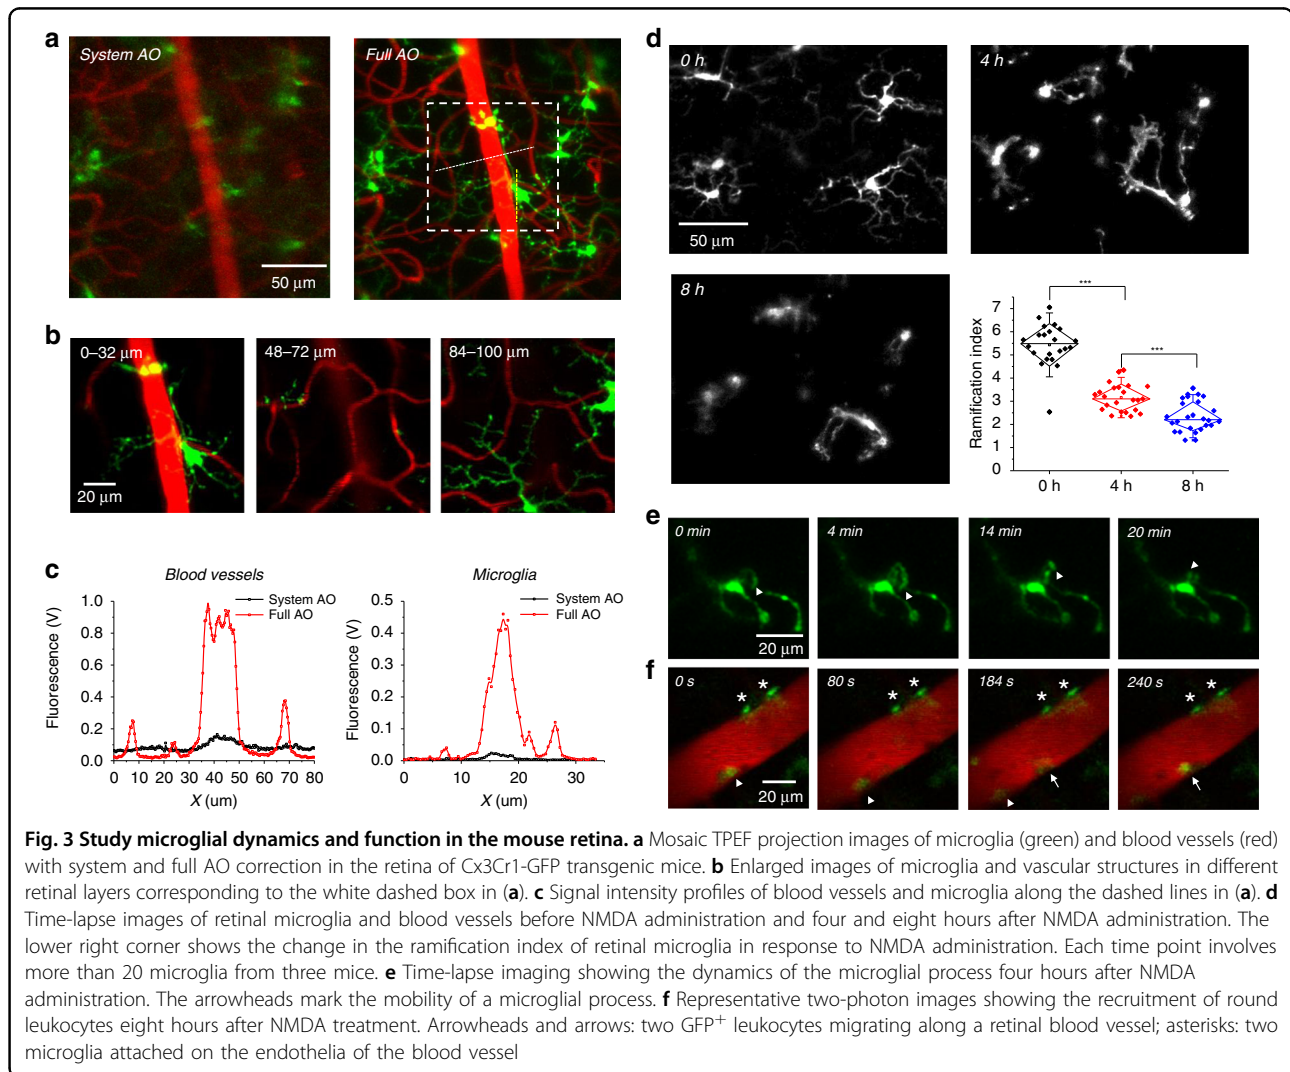 a
System AO
50 μm
Full AO
b
0–32 μm
20 μm
48–72 μm
84–100 μm
c
Blood vessels
System AO
Full AO
Fluorescence (V)
1.0
0.8
0.6
0.4
0.2
0.0
0 10 20 30 40 50 60 70 80
X (um)
Microglia
System AO
Full AO
Fluorescence (V)
0.5
0.4
0.3
0.2
0.1
0.0
0 10 20 30
X (um)
d
0 h
50 μm
4 h
8 h
Ramification index
7
6
5
4
3
2
1
0
***
***
0 h 4 h 8 h
e
0 min
20 μm
4 min
14 min
20 min
f
0 s
* *
20 μm
80 s
* *
184 s
* *
240 s
* *
Fig. 3 Study microglial dynamics and function in the mouse retina. a Mosaic TPEF projection images of microglia (green) and blood vessels (red)
with system and full AO correction in the retina of Cx3Cr1-GFP transgenic mice. b Enlarged images of microglia and vascular structures in different
retinal layers corresponding to the white dashed box in (a). c Signal intensity profiles of blood vessels and microglia along the dashed lines in (a). d
Time-lapse images of retinal microglia and blood vessels before NMDA administration and four and eight hours after NMDA administration. The
lower right corner shows the change in the ramification index of retinal microglia in response to NMDA administration. Each time point involves
more than 20 microglia from three mice. e Time-lapse imaging showing the dynamics of the microglial process four hours after NMDA
administration. The arrowheads mark the mobility of a microglial process. f Representative two-photon images showing the recruitment of round
leukocytes eight hours after NMDA treatment. Arrowheads and arrows: two GFP+ leukocytes migrating along a retinal blood vessel; asterisks: two
microglia attached on the endothelia of the blood vessel